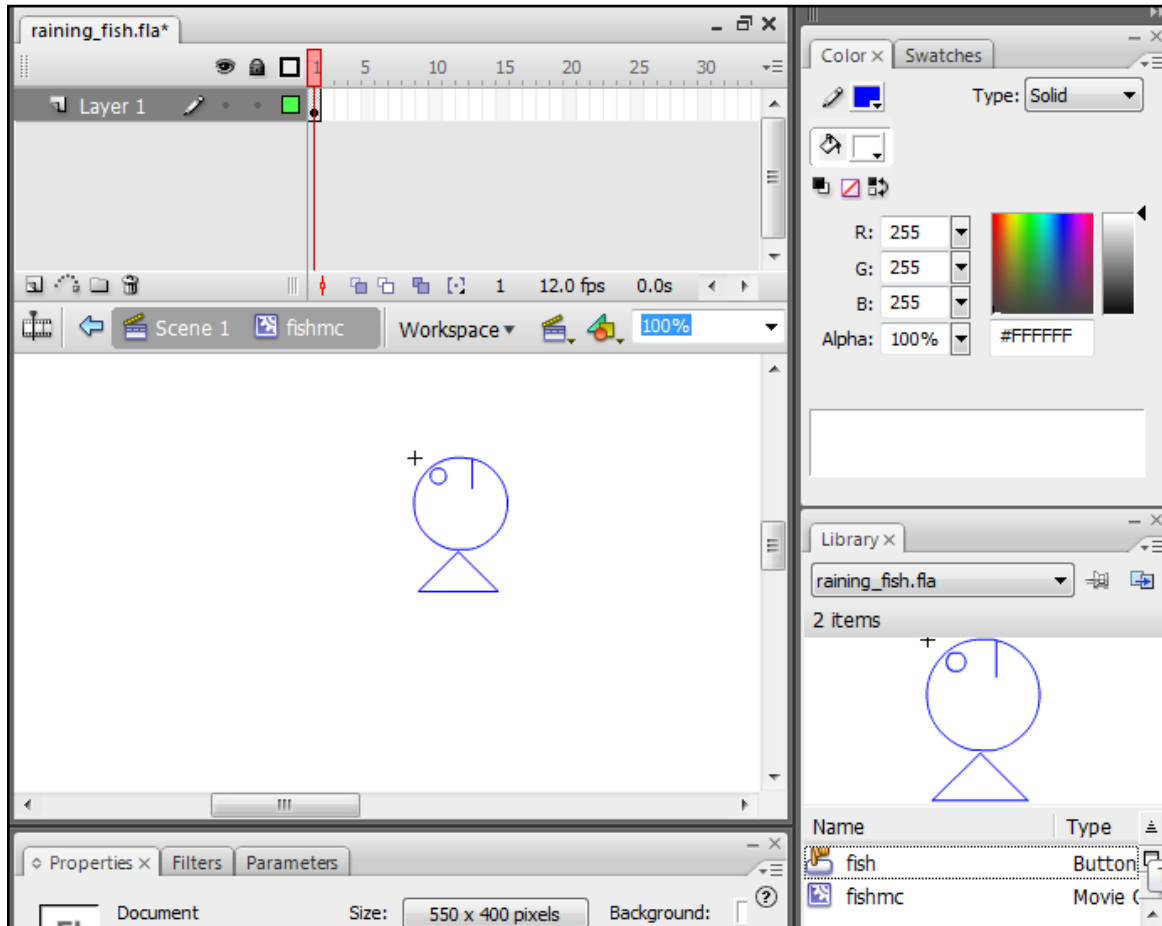 raining_fish.fla*
1 5 10 15 20 25 30
Layer 1
1 12.0 fps 0.0s
Scene 1 fishmc Workspace 100%
Properties Filters Parameters
Document Size: 550 x 400 pixels Background:
Color Swatches
Type: Solid
R: 255
G: 255
B: 255
Alpha: 100% #FFFFFF
Library
raining_fish.fla
2 items
Name Type
fish Button
fishmc Movie C